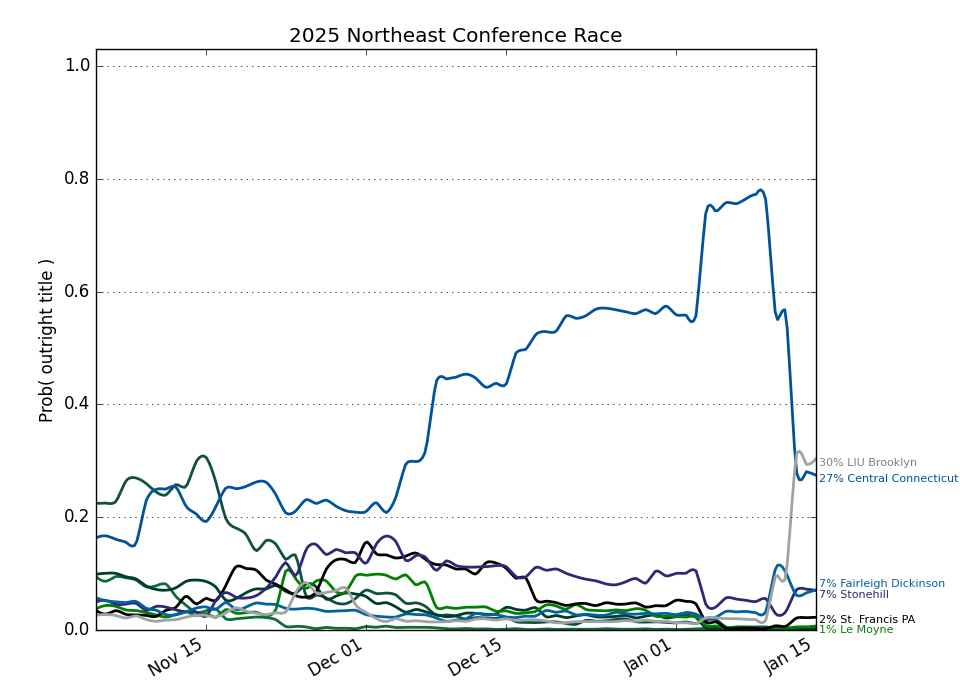 2025 Northeast Conference Race
Prob( outright title )
1.0
0.8
0.6
0.4
0.2
0.0
30% LIU Brooklyn
27% Central Connecticut
7% Fairleigh Dickinson
7% Stonehill
2% St. Francis PA
1% Le Moyne
Nov 15
Dec 01
Dec 15
Jan 01
Jan 15